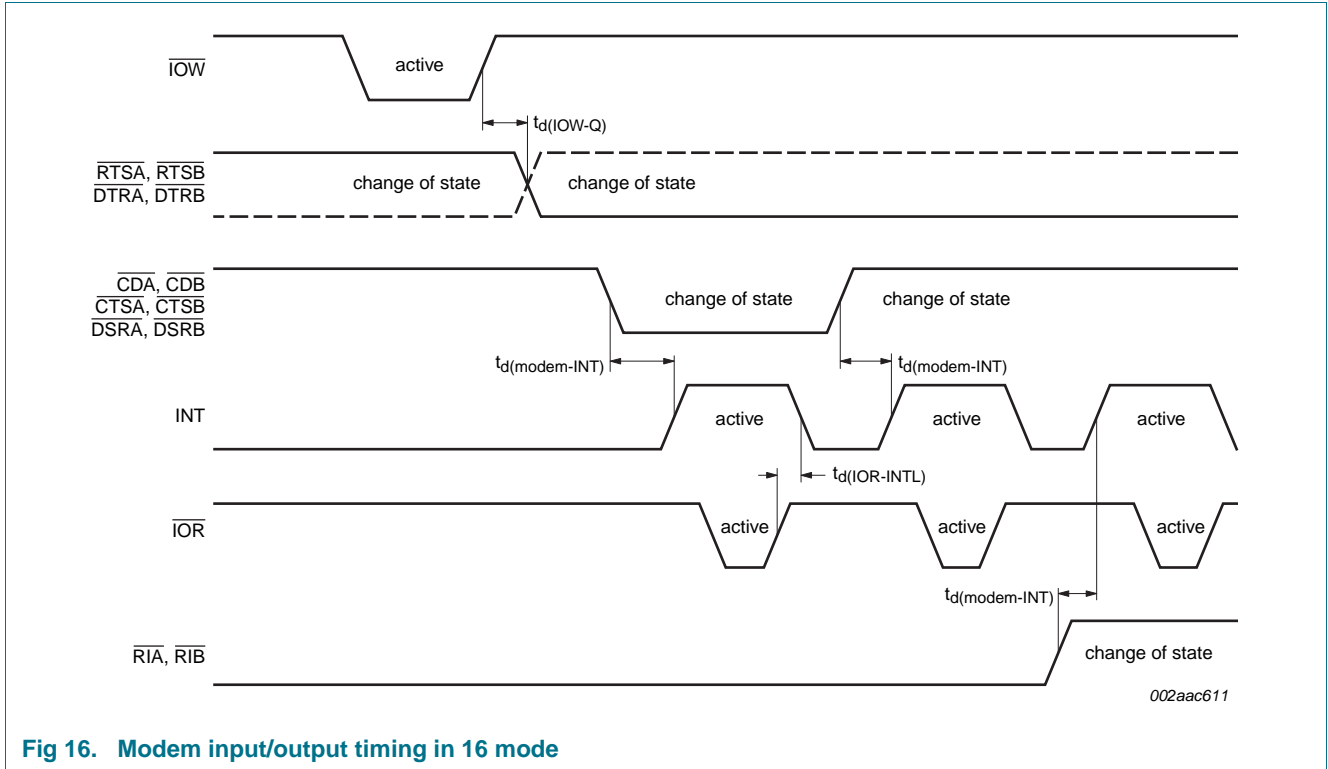 IOW
active
td(IOW-Q)
RTSA, RTSB
DTRA, DTRB
change of state
change of state
CDA, CDB
CTSA, CTSB
DSRA, DSRB
change of state
change of state
td(modem-INT)
td(modem-INT)
INT
active
active
active
td(IOR-INTL)
IOR
active
active
active
td(modem-INT)
RIA, RIB
change of state
002aac611
Fig 16. Modem input/output timing in 16 mode